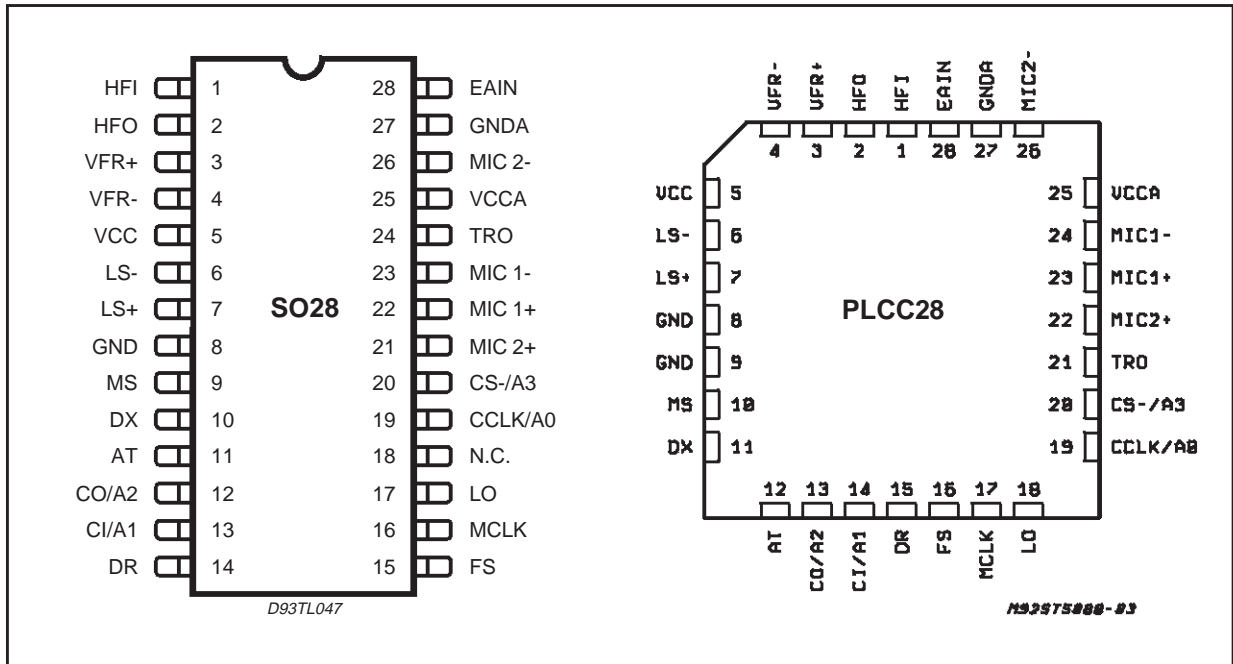 HFI 1 28 EAIN
HFO 2 27 GNDA
VFR+ 3 26 MIC 2-
VFR- 4 25 VCCA
VCC 5 24 TRO
LS- 6 23 MIC 1-
LS+ 7 22 MIC 1+
GND 8 21 MIC 2+
MS 9 20 CS-/A3
DX 10 19 CCLK/A0
AT 11 18 N.C.
CO/A2 12 17 LO
CI/A1 13 16 MCLK
DR 14 15 FS
SO28
D93TL047
VFR- VFR+ HFO HFI EAIN GNDA MIC2-
4 3 2 1 28 27 26
VCC 5 25 VCCA
LS- 6 24 MIC1-
LS+ 7 23 MIC1+
GND 8 22 MIC2+
GND 9 21 TRO
MS 10 20 CS-/A3
DX 11 19 CCLK/A0
PLCC28
12 13 14 15 16 17 18
AT CO/A2 CI/A1 DR FS MCLK LO
M92ST5080-03